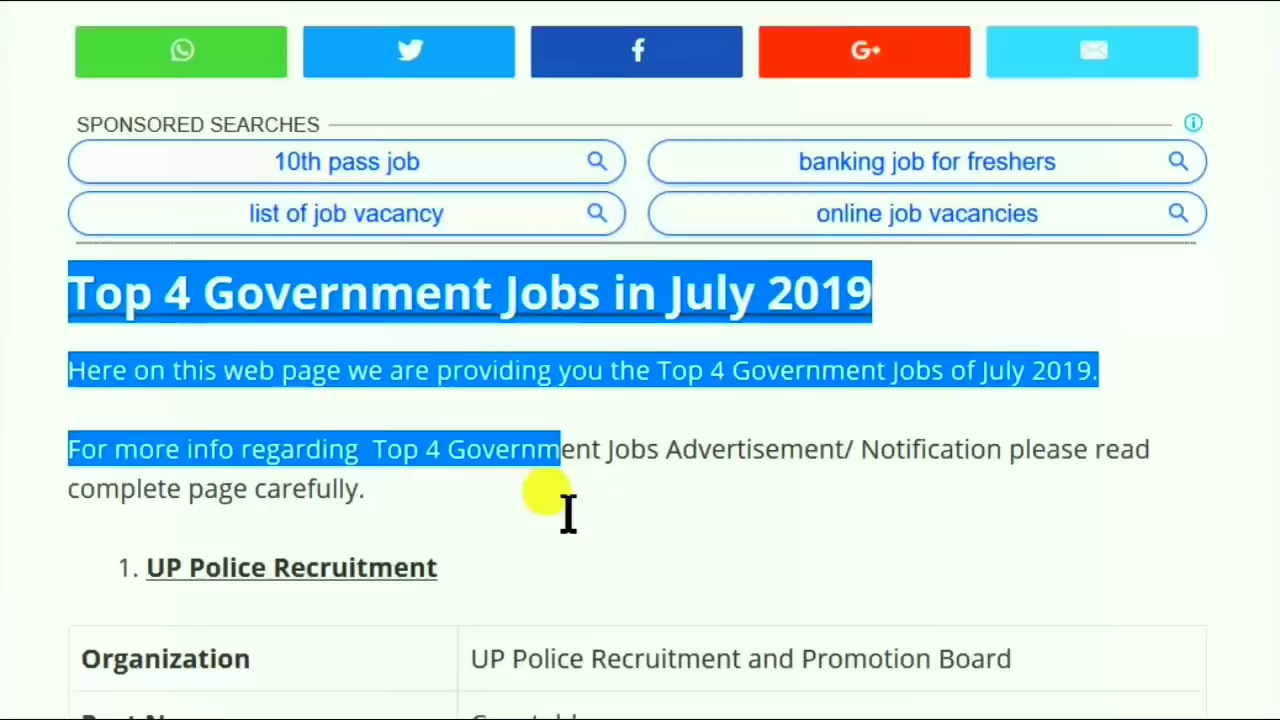 SPONSORED SEARCHES
10th pass job
banking job for freshers
list of job vacancy
online job vacancies
Top 4 Government Jobs in July 2019
Here on this web page we are providing you the Top 4 Government Jobs of July 2019.
For more info regarding  Top 4 Government Jobs Advertisement/ Notification please read
complete page carefully.
1. UP Police Recruitment
Organization
UP Police Recruitment and Promotion Board